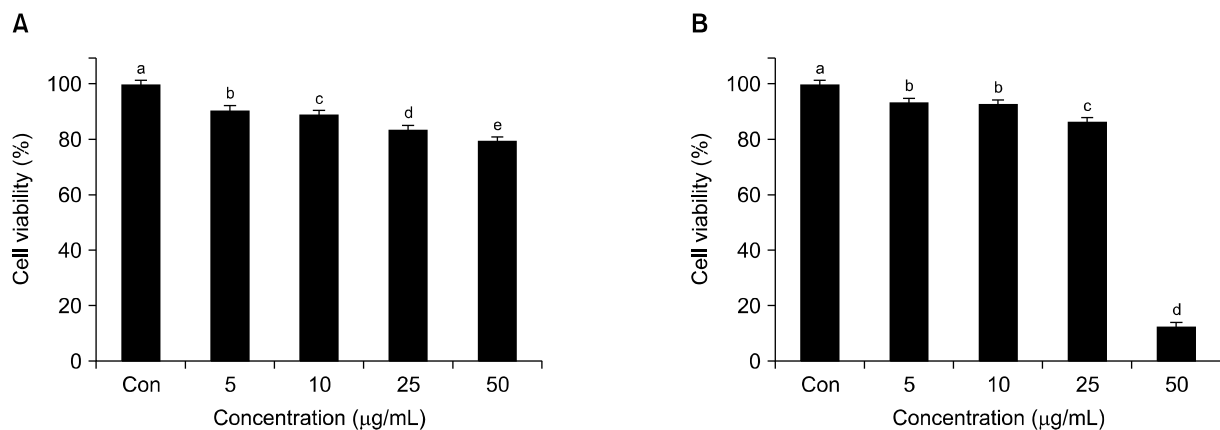 A
Cell viability (%)
100
80
60
40
20
0
a
b
c
d
e
Con 5 10 25 50
Concentration (μg/mL)
B
Cell viability (%)
100
80
60
40
20
0
a
b
b
c
d
Con 5 10 25 50
Concentration (μg/mL)